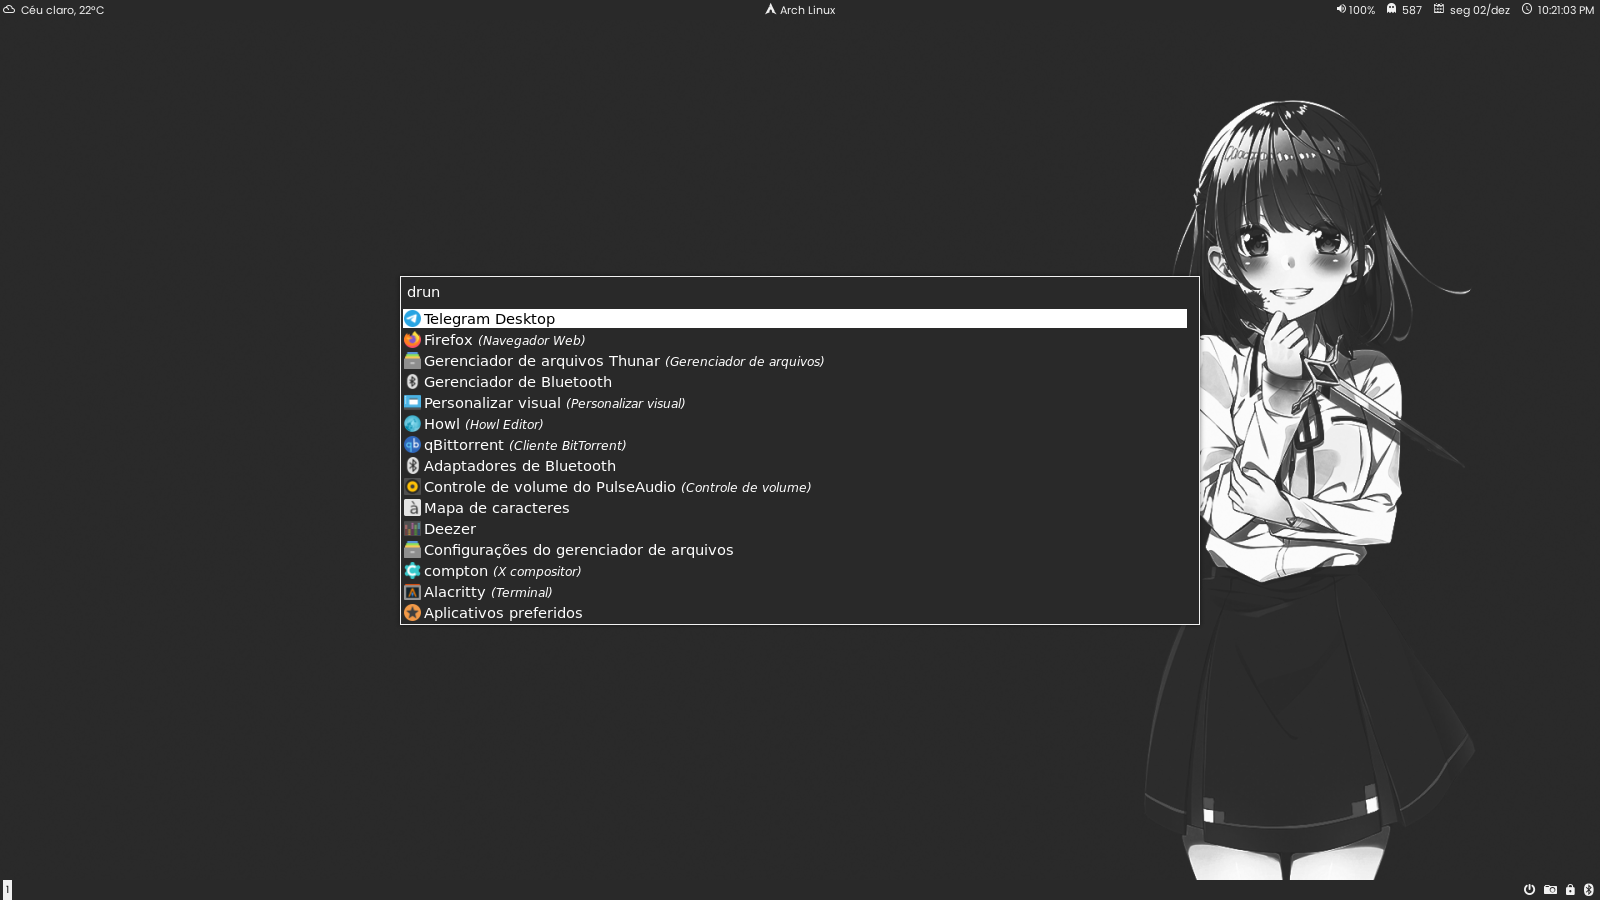 Céu claro, 22°C
Arch Linux
100% 587 seg 02/dez 10:21:03 PM
drun
Telegram Desktop
Firefox (Navegador Web)
Gerenciador de arquivos Thunar (Gerenciador de arquivos)
Gerenciador de Bluetooth
Personalizar visual (Personalizar visual)
Howl (Howl Editor)
qBittorrent (Cliente BitTorrent)
Adaptadores de Bluetooth
Controle de volume do PulseAudio (Controle de volume)
Mapa de caracteres
Deezer
Configurações do gerenciador de arquivos
compton (X compositor)
Alacritty (Terminal)
Aplicativos preferidos
1